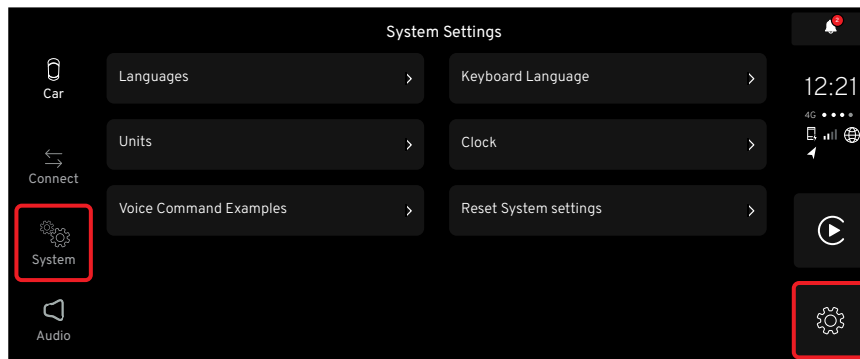 System Settings
2
Car
Languages
Keyboard Language
12:21
4G
Units
Clock
Connect
Voice Command Examples
Reset System settings
System
Audio